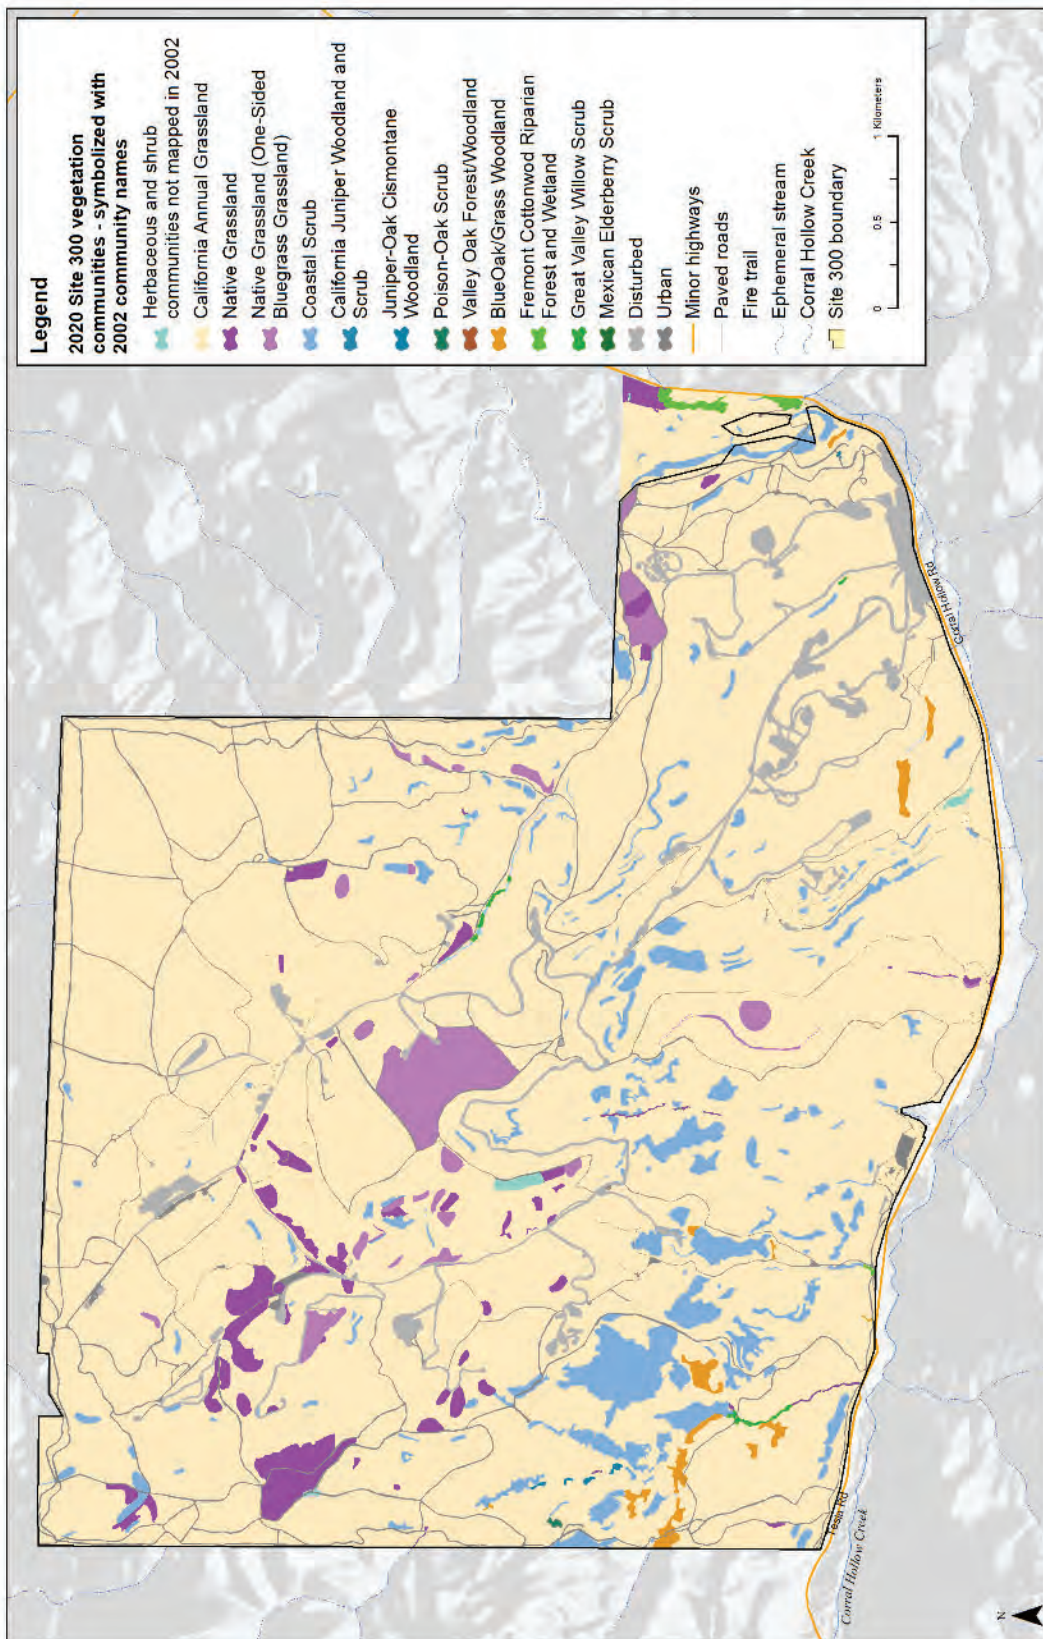 Legend
2020 Site 300 vegetation
communities - symbolized with
2002 community names
Herbaceous and shrub
communities not mapped in 2002
California Annual Grassland
Native Grassland
Native Grassland (One-Sided
Bluegrass Grassland)
Coastal Scrub
California Juniper Woodland and
Scrub
Juniper-Oak Cismontane
Woodland
Poison-Oak Scrub
Valley Oak Forest/Woodland
BlueOak/Grass Woodland
Fremont Cottonwood Riparian
Forest and Wetland
Great Valley Willow Scrub
Mexican Elderberry Scrub
Disturbed
Urban
Minor highways
Paved roads
Fire trail
Ephemeral stream
Corral Hollow Creek
Site 300 boundary
0 0.5 1 Kilometers
Corral Hollow Rd
Tesla Rd
Corral Hollow Creek
N